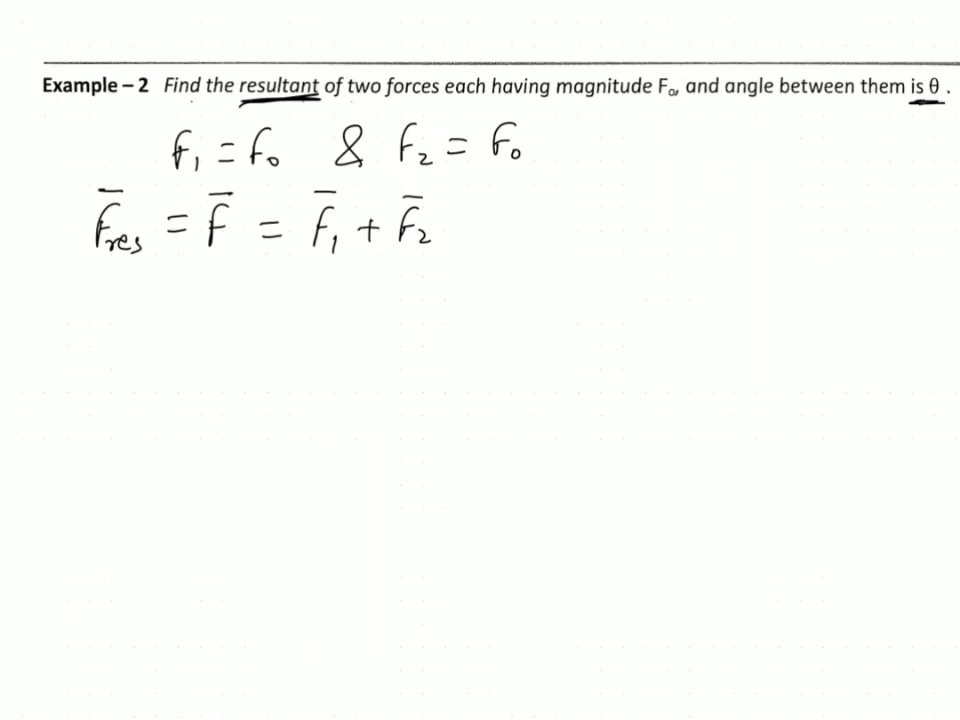 Example – 2 Find the resultant of two forces each having magnitude Fₒ, and angle between them is θ .
F₁ = F₀ & F₂ = F₀
F̅res = F̅ = F̅₁ + F̅₂